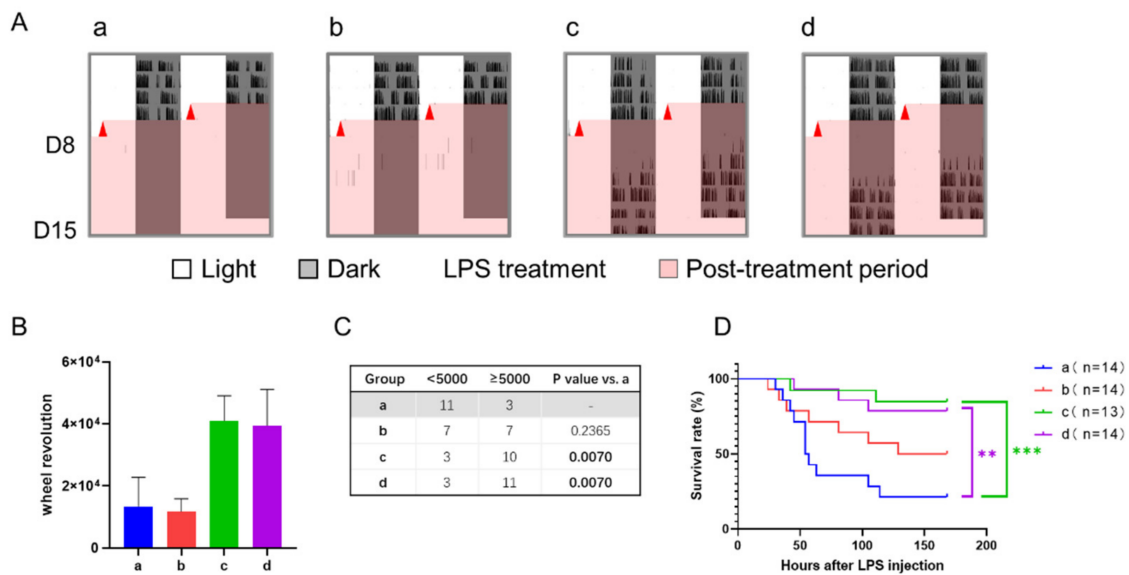 A
a b c d
D8
D15
Light Dark LPS treatment Post-treatment period
B
6×10⁴
4×10⁴
2×10⁴
0
wheel revolution
a b c d
C
Group <5000 ≥5000 P value vs. a
a 11 3 -
b 7 7 0.2365
c 3 10 0.0070
d 3 11 0.0070
D
100
50
0
Survival rate (%)
0 50 100 150 200
Hours after LPS injection
a ( n=14)
b ( n=14)
c ( n=13)
d ( n=14)
** ***